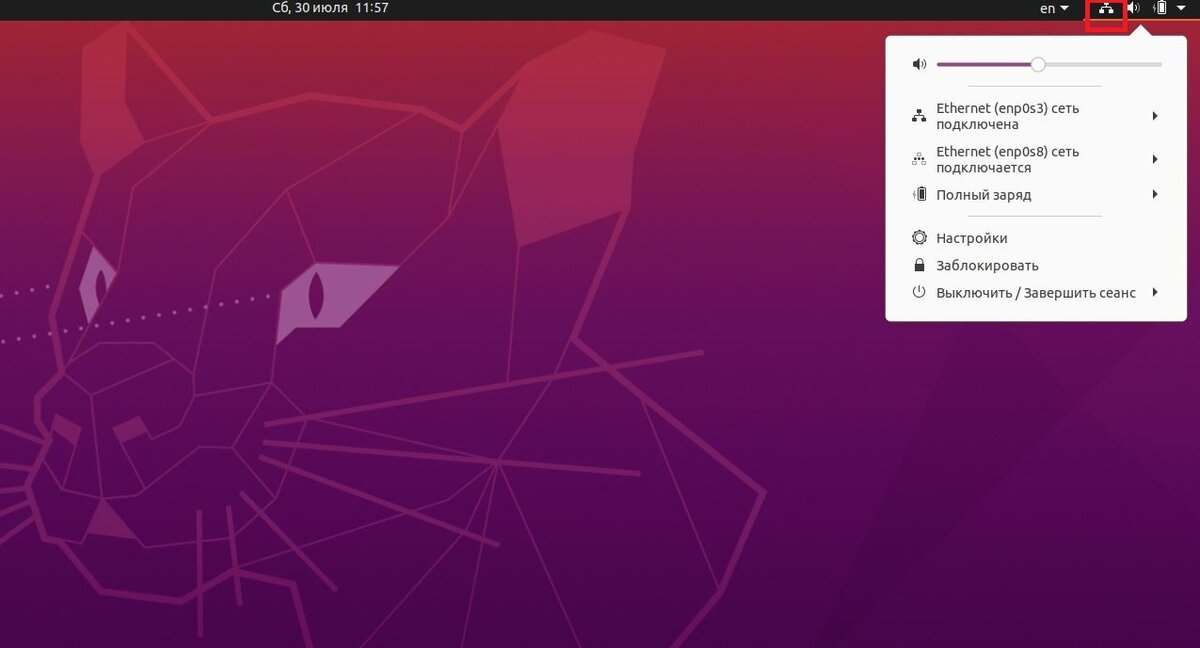 Сб, 30 июля 11:57
en
Ethernet (enp0s3) сеть
подключена
Ethernet (enp0s8) сеть
подключается
Полный заряд
Настройки
Заблокировать
Выключить / Завершить сеанс